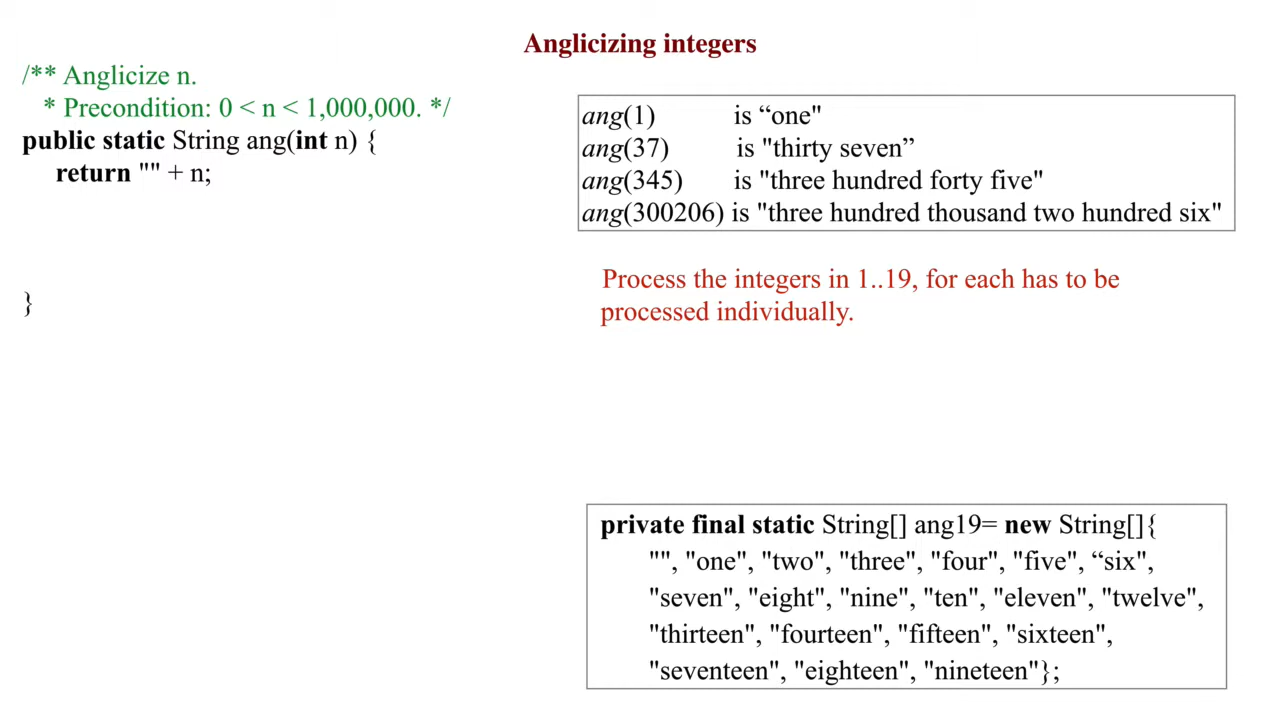 Anglicizing integers
/** Anglicize n.
* Precondition: 0 < n < 1,000,000. */
public static String ang(int n) {
return "" + n;
}
ang(1) is “one"
ang(37) is "thirty seven”
ang(345) is "three hundred forty five"
ang(300206) is "three hundred thousand two hundred six"
Process the integers in 1..19, for each has to be
processed individually.
private final static String[] ang19= new String[]{
"", "one", "two", "three", "four", "five", “six",
"seven", "eight", "nine", "ten", "eleven", "twelve",
"thirteen", "fourteen", "fifteen", "sixteen",
"seventeen", "eighteen", "nineteen"};